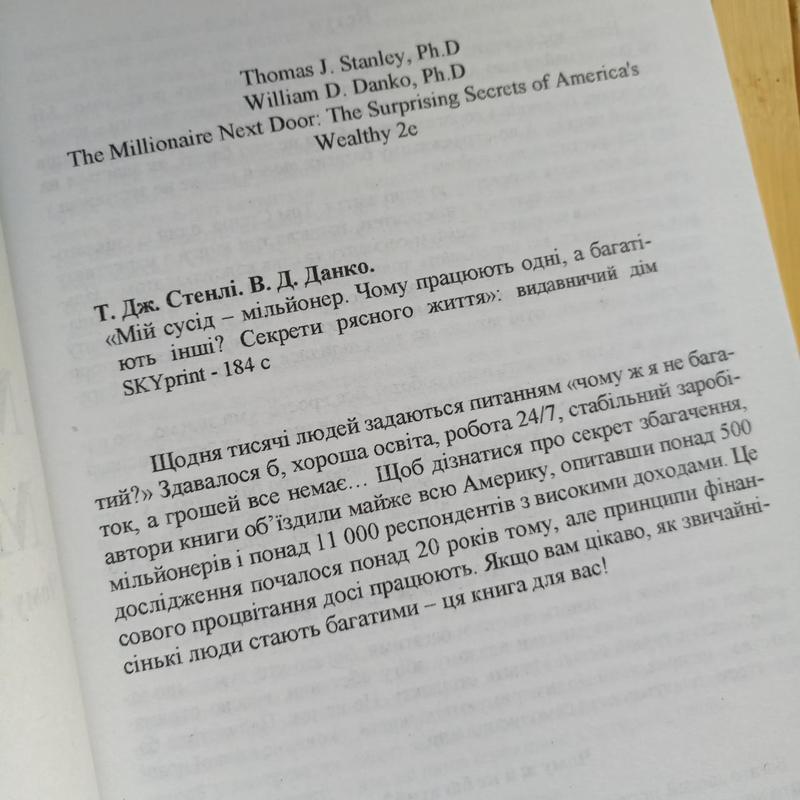 Thomas J. Stanley, Ph.D
William D. Danko, Ph.D
The Millionaire Next Door: The Surprising Secrets of America's
Wealthy 2e
Т. Дж. Стенлі. В. Д. Данко.
«Мій сусід – мільйонер. Чому працюють одні, а багаті-
ють інші? Секрети рясного життя»: видавничий дім
SKYprint - 184 с
Щодня тисячі людей задаються питанням «чому ж я не бага-
тий?» Здавалося б, хороша освіта, робота 24/7, стабільний заробі-
ток, а грошей все немає... Щоб дізнатися про секрет збагачення,
автори книги об’їздили майже всю Америку, опитавши понад 500
мільйонерів і понад 11 000 респондентів з високими доходами. Це
дослідження почалося понад 20 років тому, але принципи фінан-
сового процвітання досі працюють. Якщо вам цікаво, як звичайні-
сінькі люди стають багатими – ця книга для вас!